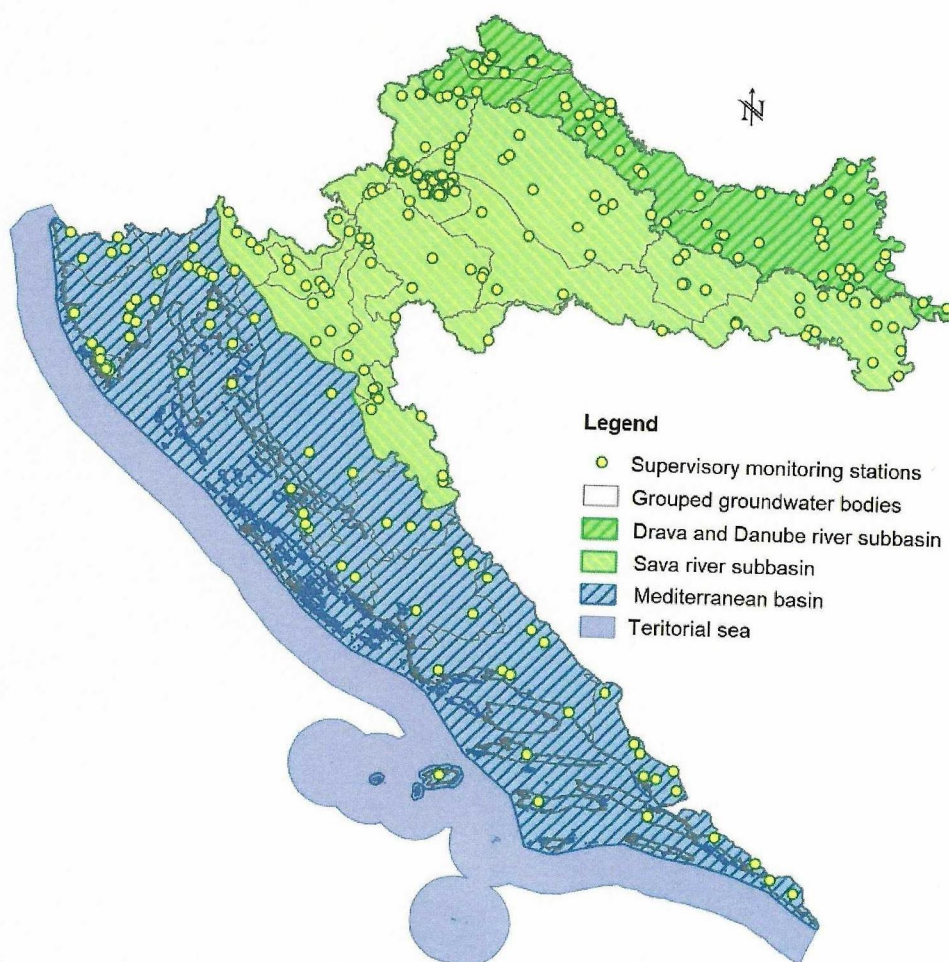 N
Legend
Supervisory monitoring stations
Grouped groundwater bodies
Drava and Danube river subbasin
Sava river subbasin
Mediterranean basin
Teritorial sea